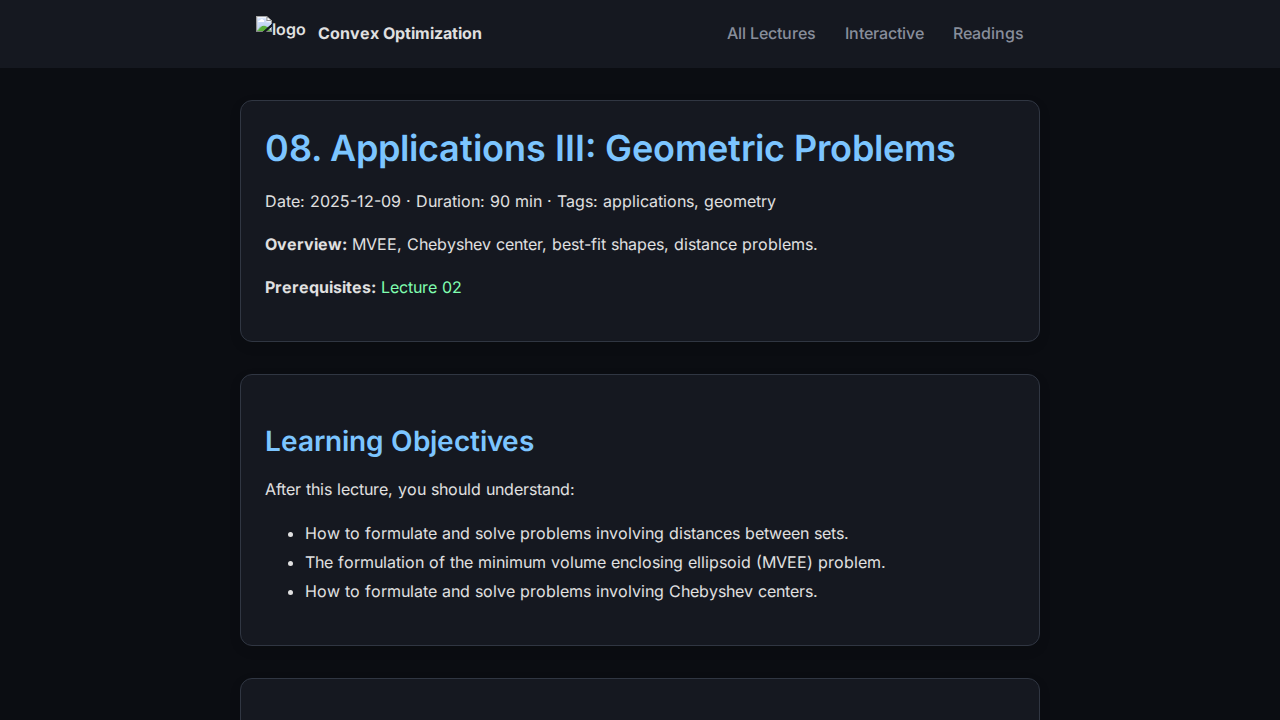 logo Convex Optimization All Lectures Interactive Readings
08. Applications III: Geometric Problems
Date: 2025-12-09 · Duration: 90 min · Tags: applications, geometry
Overview: MVEE, Chebyshev center, best-fit shapes, distance problems.
Prerequisites: Lecture 02
Learning Objectives
After this lecture, you should understand:
• How to formulate and solve problems involving distances between sets.
• The formulation of the minimum volume enclosing ellipsoid (MVEE) problem.
• How to formulate and solve problems involving Chebyshev centers.